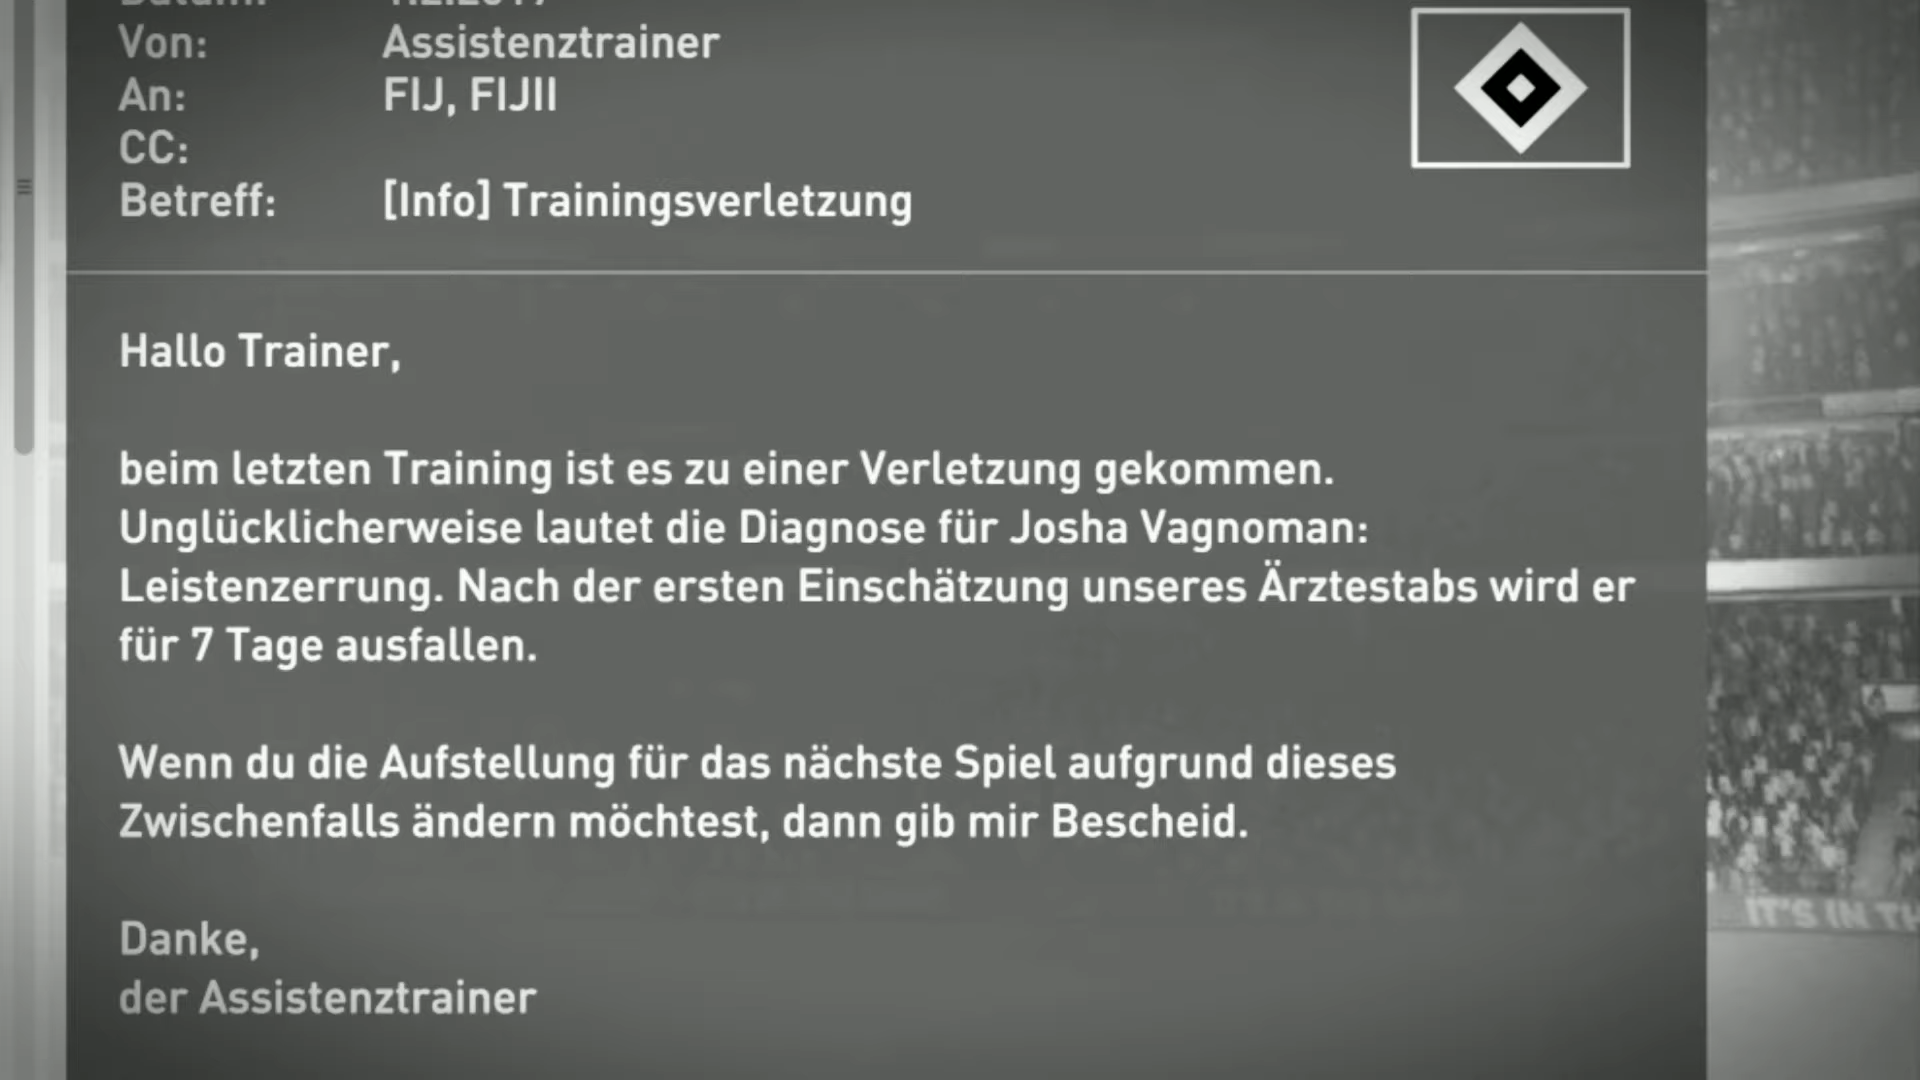 Von: Assistenztrainer
An: FIJ, FIJII
CC:
Betreff: [Info] Trainingsverletzung
Hallo Trainer,
beim letzten Training ist es zu einer Verletzung gekommen.
Unglücklicherweise lautet die Diagnose für Josha Vagnoman:
Leistenzerrung. Nach der ersten Einschätzung unseres Ärztestabs wird er
für 7 Tage ausfallen.
Wenn du die Aufstellung für das nächste Spiel aufgrund dieses
Zwischenfalls ändern möchtest, dann gib mir Bescheid.
Danke,
der Assistenztrainer
IT'S IN